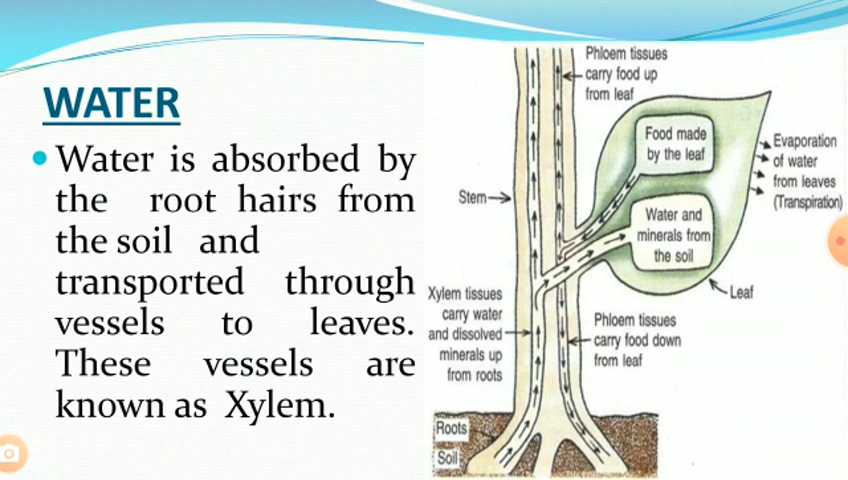 WATER
Water is absorbed by
the root hairs from
the soil and
transported through
vessels to leaves.
These vessels are
known as Xylem.
Phloem tissues
carry food up
from leaf
Food made
by the leaf
Evaporation
of water
from leaves
(Transpiration)
Stem
Water and
minerals from
the soil
Leaf
Xylem tissues
carry water
and dissolved
minerals up
from roots
Phloem tissues
carry food down
from leaf
Roots
Soil